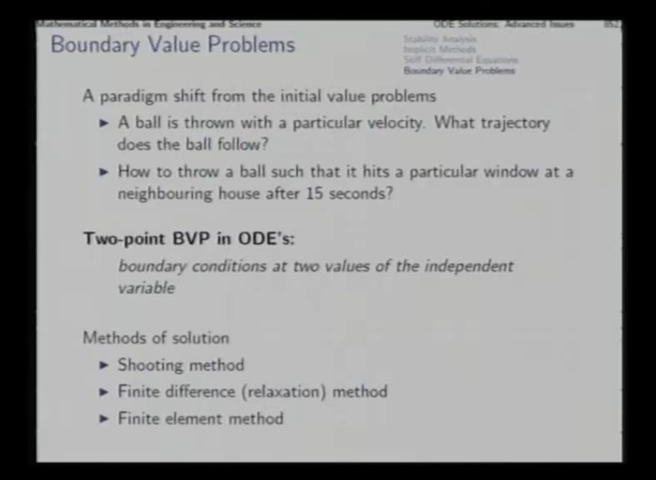 Mathematical Methods in Engineering and Science
ODE Solutions: Advanced Issues
852,
Boundary Value Problems
Stability Analysis
Implicit Methods
Stiff Differential Equations
Boundary Value Problems
A paradigm shift from the initial value problems
► A ball is thrown with a particular velocity. What trajectory
does the ball follow?
► How to throw a ball such that it hits a particular window at a
neighbouring house after 15 seconds?
Two-point BVP in ODE's:
boundary conditions at two values of the independent
variable
Methods of solution
► Shooting method
► Finite difference (relaxation) method
► Finite element method